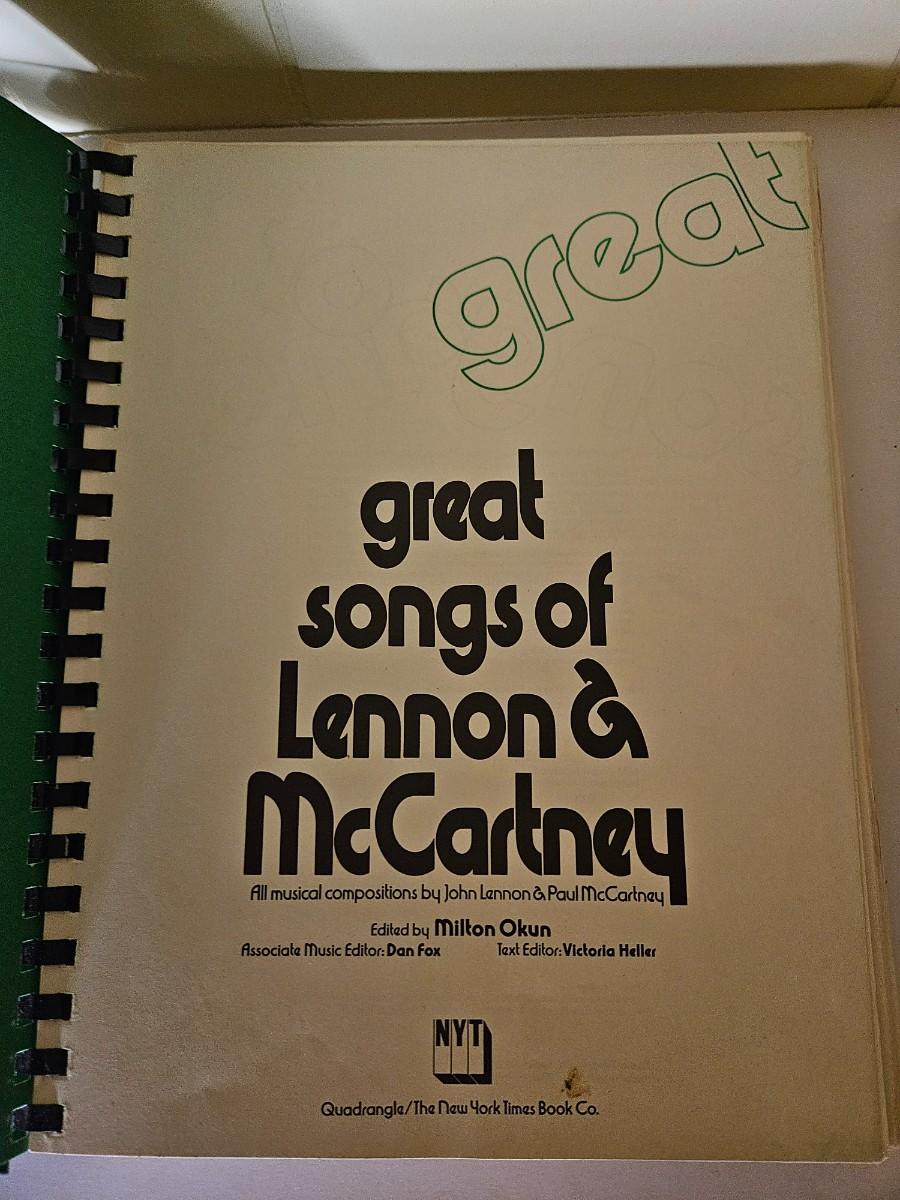 great
great
songs of
Lennon &
McCartney
All musical compositions by John Lennon & Paul McCartney
Edited by Milton Okun
Associate Music Editor: Dan Fox Text Editor: Victoria Heller
NYT
Quadrangle/The New York Times Book Co.